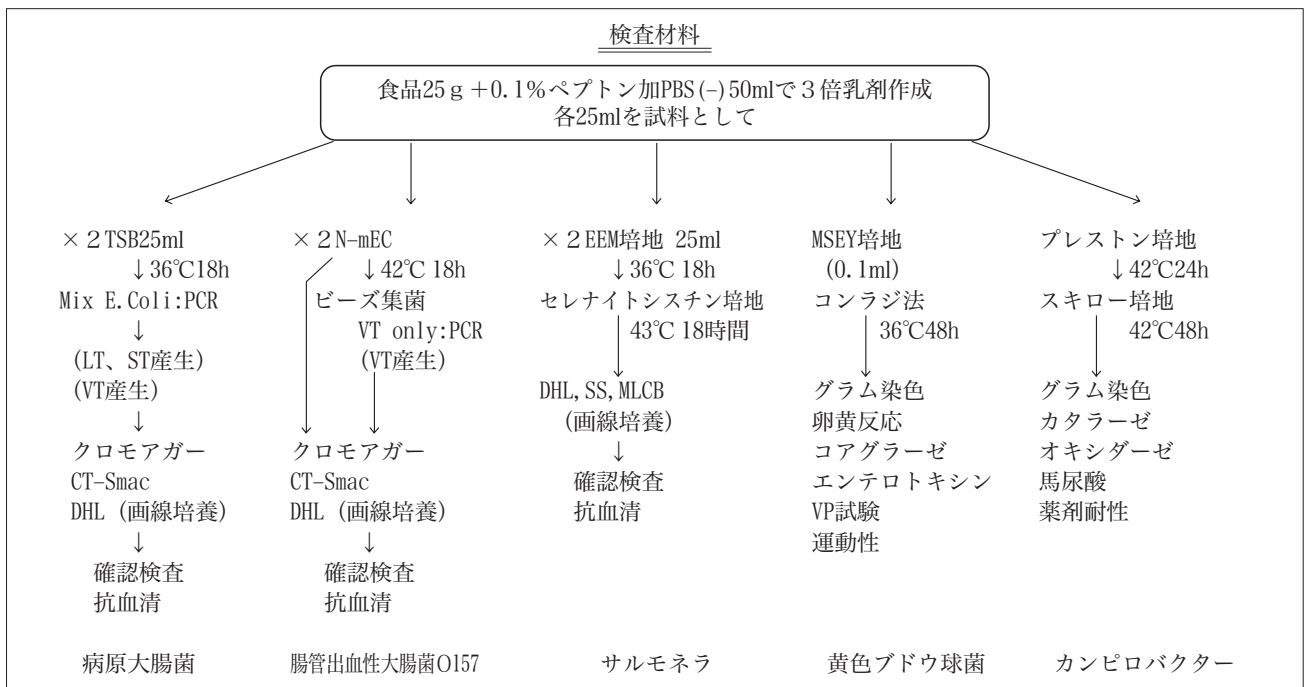 検査材料
食品25ｇ＋0.1％ペプトン加PBS(−)50mlで３倍乳剤作成
各25mlを試料として
×２TSB25ml
↓36℃18h
Mix E.Coli:PCR
↓
(LT、ST産生)
(VT産生)
↓
クロモアガー
CT−Smac
DHL (画線培養)
↓
確認検査
抗血清
病原大腸菌
×２N−mEC
↓42℃ 18h
ビーズ集菌
VT only:PCR
(VT産生)
クロモアガー
CT−Smac
DHL (画線培養)
↓
確認検査
抗血清
腸管出血性大腸菌O157
×２EEM培地 25ml
↓36℃ 18h
セレナイトシスチン培地
43℃ 18時間
DHL,SS,MLCB
(画線培養)
↓
確認検査
抗血清
サルモネラ
MSEY培地
(0.1ml)
コンラジ法
36℃48h
グラム染色
卵黄反応
コアグラーゼ
エンテロトキシン
VP試験
運動性
黄色ブドウ球菌
プレストン培地
↓42℃24h
スキロー培地
42℃48h
グラム染色
カタラーゼ
オキシダーゼ
馬尿酸
薬剤耐性
カンピロバクター